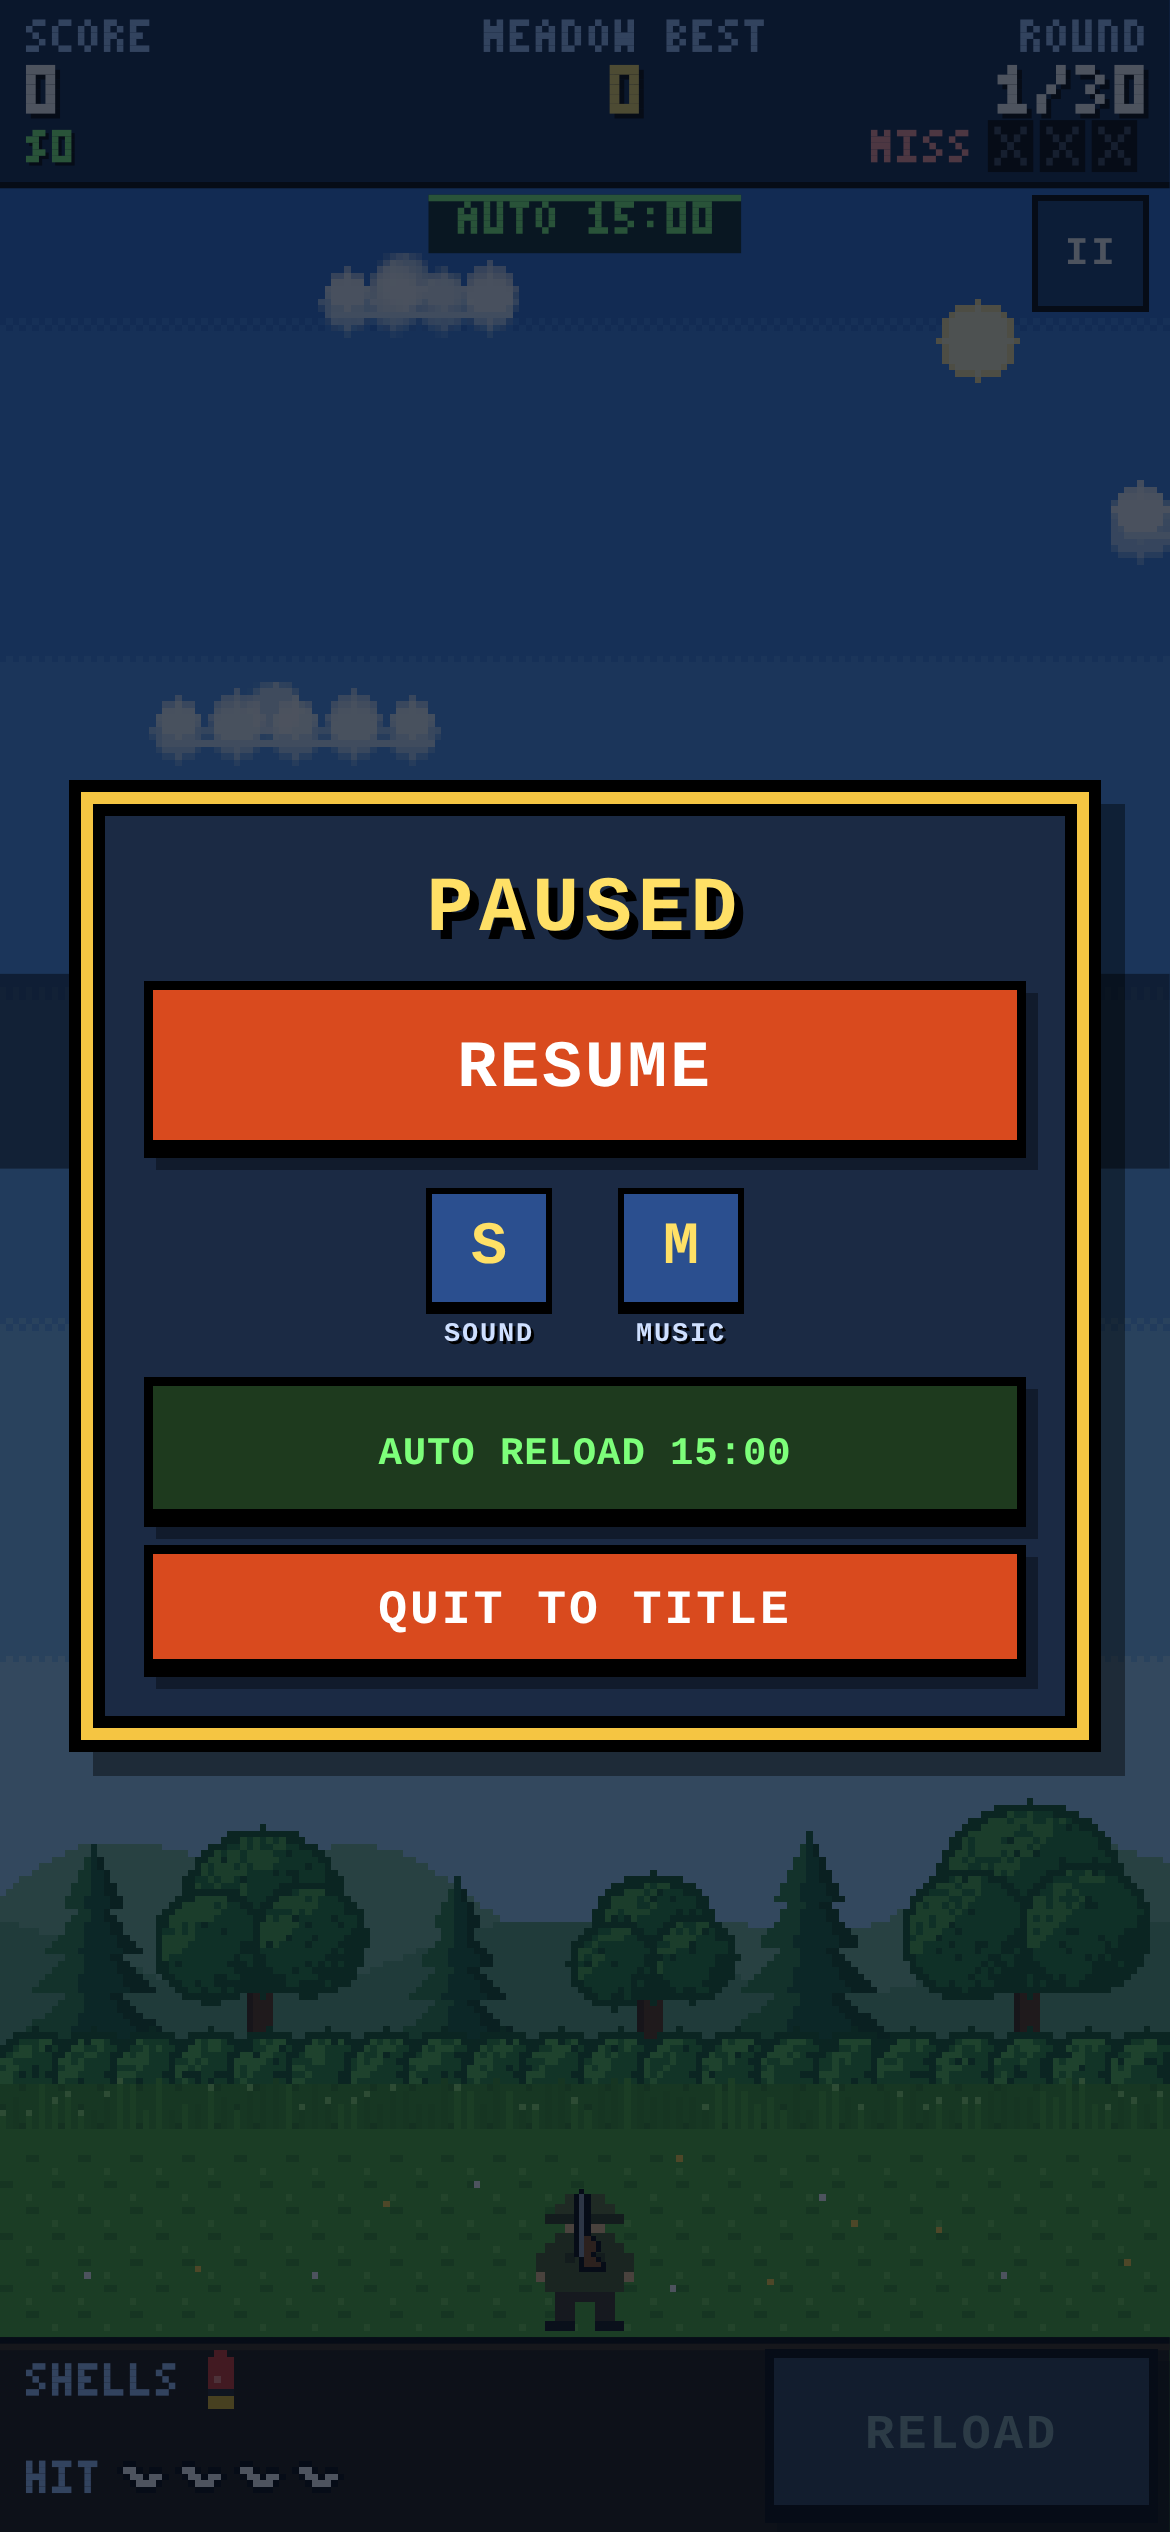 SCORE MEADOW BEST ROUND
0 0 1/30
$0 MISS X X X
AUTO 15:00
II
PAUSED
RESUME
S M
SOUND MUSIC
AUTO RELOAD 15:00
QUIT TO TITLE
SHELLS
RELOAD
HIT